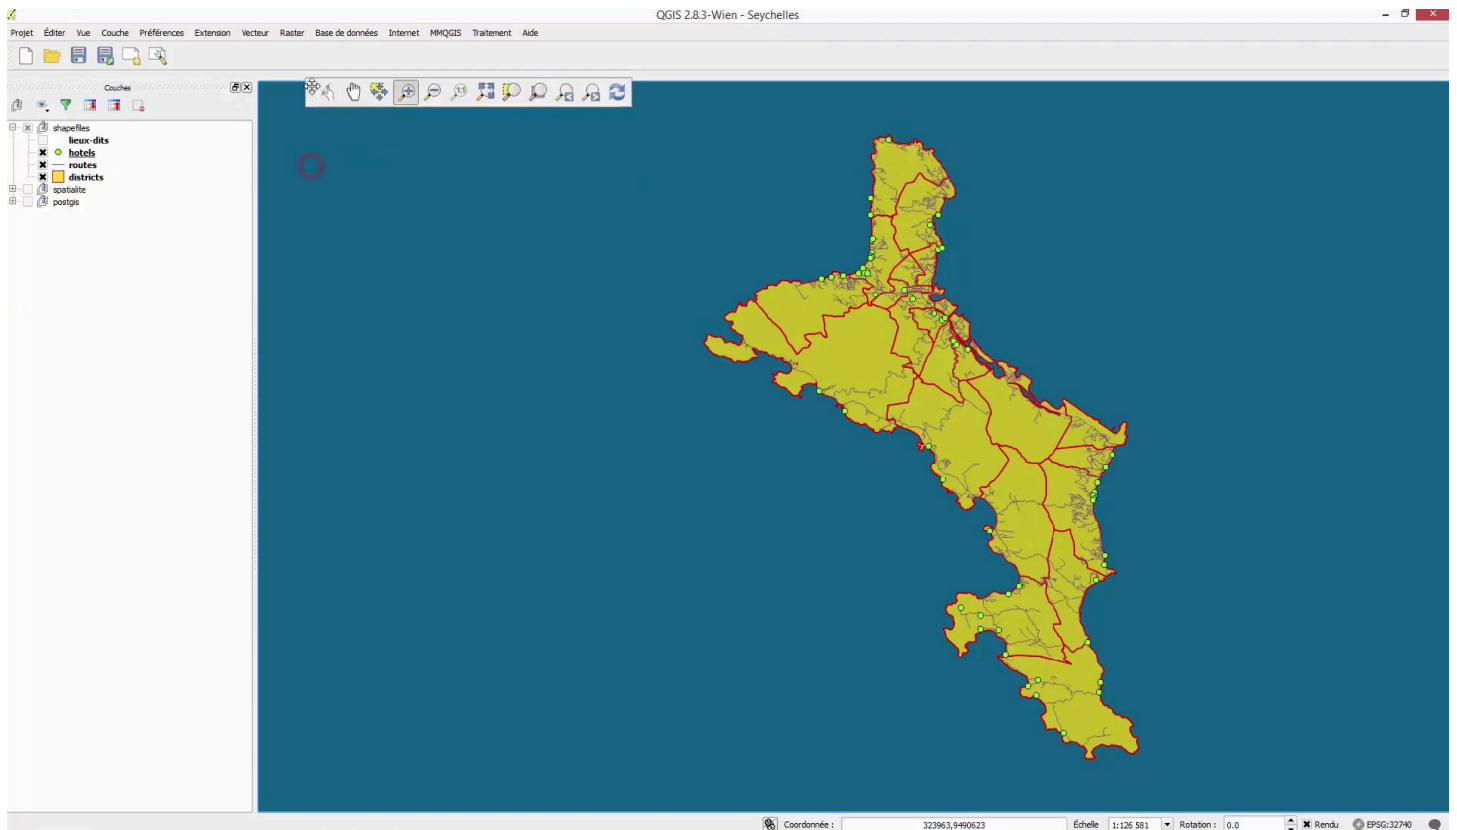 QGIS 2.8.3-Wien - Seychelles
Projet Éditer Vue Couche Préférences Extension Vecteur Raster Base de données Internet MMQGIS Traitement Aide
Couches
shapefiles
lieux-dits
hotels
routes
districts
spatialite
postgis
Coordonnée : 323963,9490623 Échelle 1:126 581 Rotation : 0.0 Rendu EPSG:32740